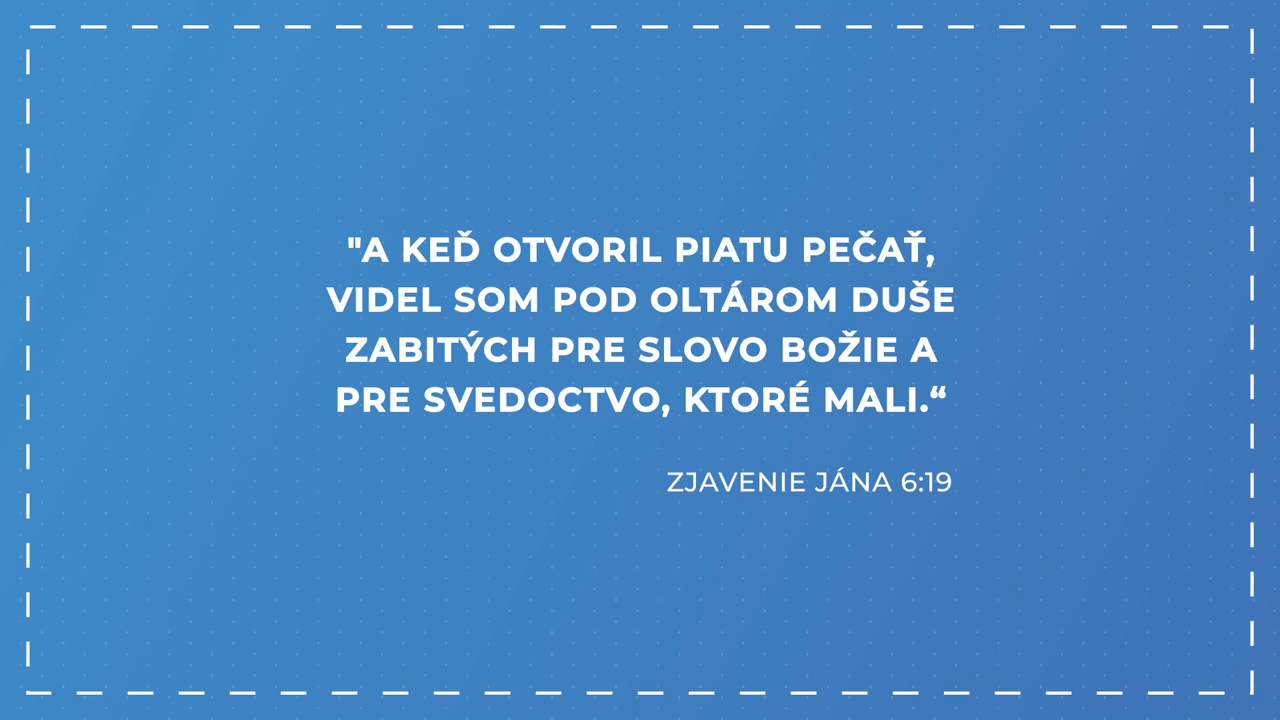 "A KEĎ OTVORIL PIATU PEČAŤ,
VIDEL SOM POD OLTÁROM DUŠE
ZABITÝCH PRE SLOVO BOŽIE A
PRE SVEDOCTVO, KTORÉ MALI.“
ZJAVENIE JÁNA 6:19